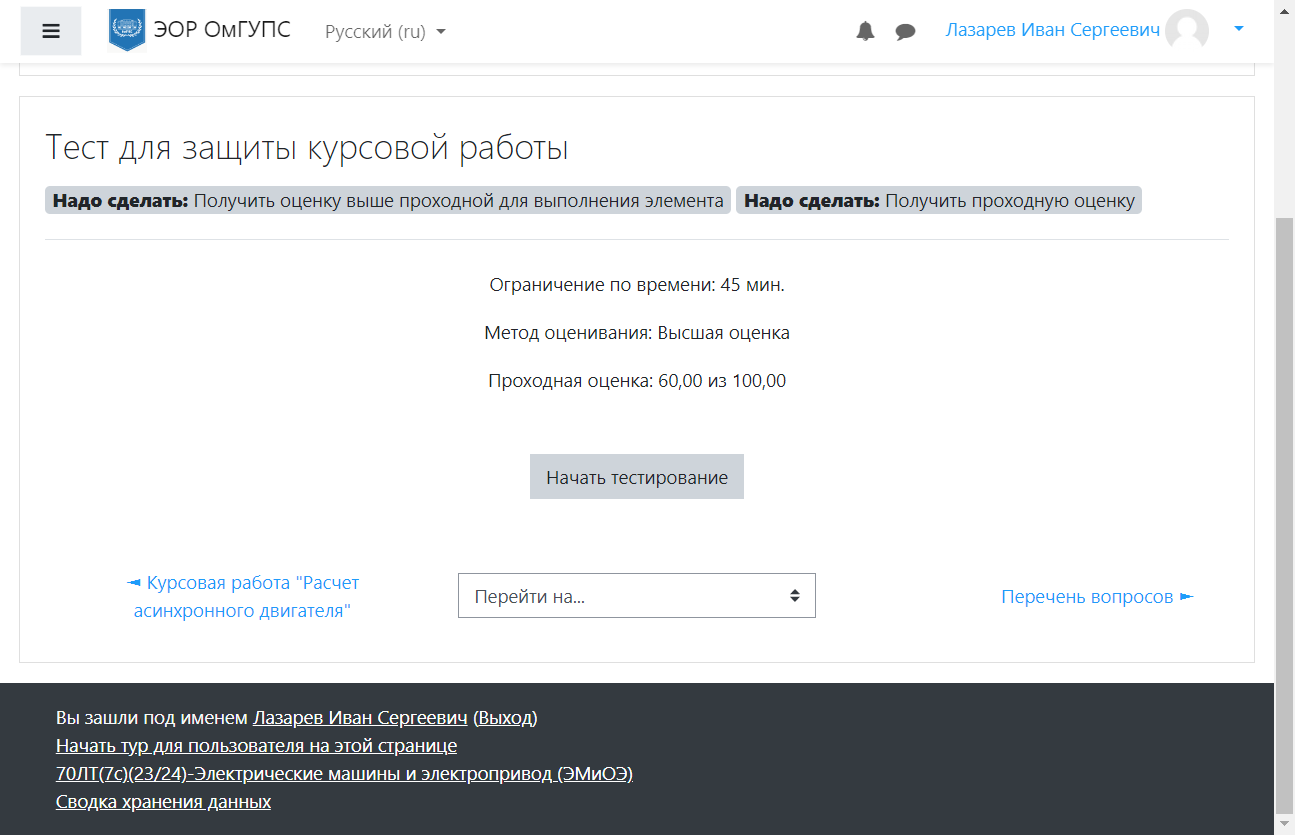 ЭОР ОмГУПС
Русский (ru)
Лазарев Иван Сергеевич
Тест для защиты курсовой работы
Надо сделать: Получить оценку выше проходной для выполнения элемента
Надо сделать: Получить проходную оценку
Ограничение по времени: 45 мин.
Метод оценивания: Высшая оценка
Проходная оценка: 60,00 из 100,00
Начать тестирование
◄ Курсовая работа "Расчет
асинхронного двигателя"
Перейти на...
Перечень вопросов ►
Вы зашли под именем Лазарев Иван Сергеевич (Выход)
Начать тур для пользователя на этой странице
70ЛТ(7с)(23/24)-Электрические машины и электропривод (ЭМиОЭ)
Сводка хранения данных